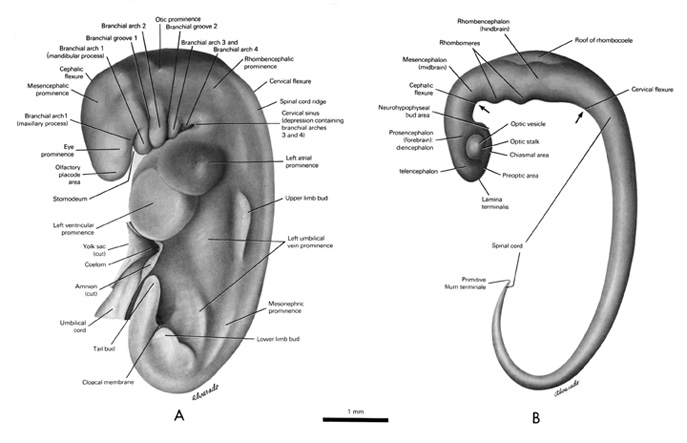 Otic prominence
Branchial arch 2
Branchial groove 2
Branchial groove 1
Branchial arch 1
(mandibular process)
Branchial arch 3 and
Branchial arch 4
Cephalic
flexure
Rhombencephalic
prominence
Mesencephalic
prominence
Cervical flexure
Spinal cord ridge
Branchial arch 1
(maxillary process)
Cervical sinus
(depression containing
branchial arches
3 and 4)
Eye
prominence
Left atrial
prominence
Olfactory
placode
area
Stomodeum
Upper limb bud
Left ventricular
prominence
Left umbilical
vein prominence
Yolk sac
(cut)
Coelom
Amnion
(cut)
Mesonephric
prominence
Umbilical
cord
Lower limb bud
Tail bud
Cloacal membrane
Alvarado
A
1 mm
Rhombencephalon
(hindbrain)
Roof of rhombocoele
Rhombomeres
Mesencephalon
(midbrain)
Cephalic
flexure
Cervical flexure
Neurohypophyseal
bud area
Optic vesicle
Prosencephalon
(forebrain)
diencephalon
Optic stalk
Chiasmal area
telencephalon
Preoptic area
Lamina
terminalis
Spinal cord
Primitive
filum terminale
Alvarado
B